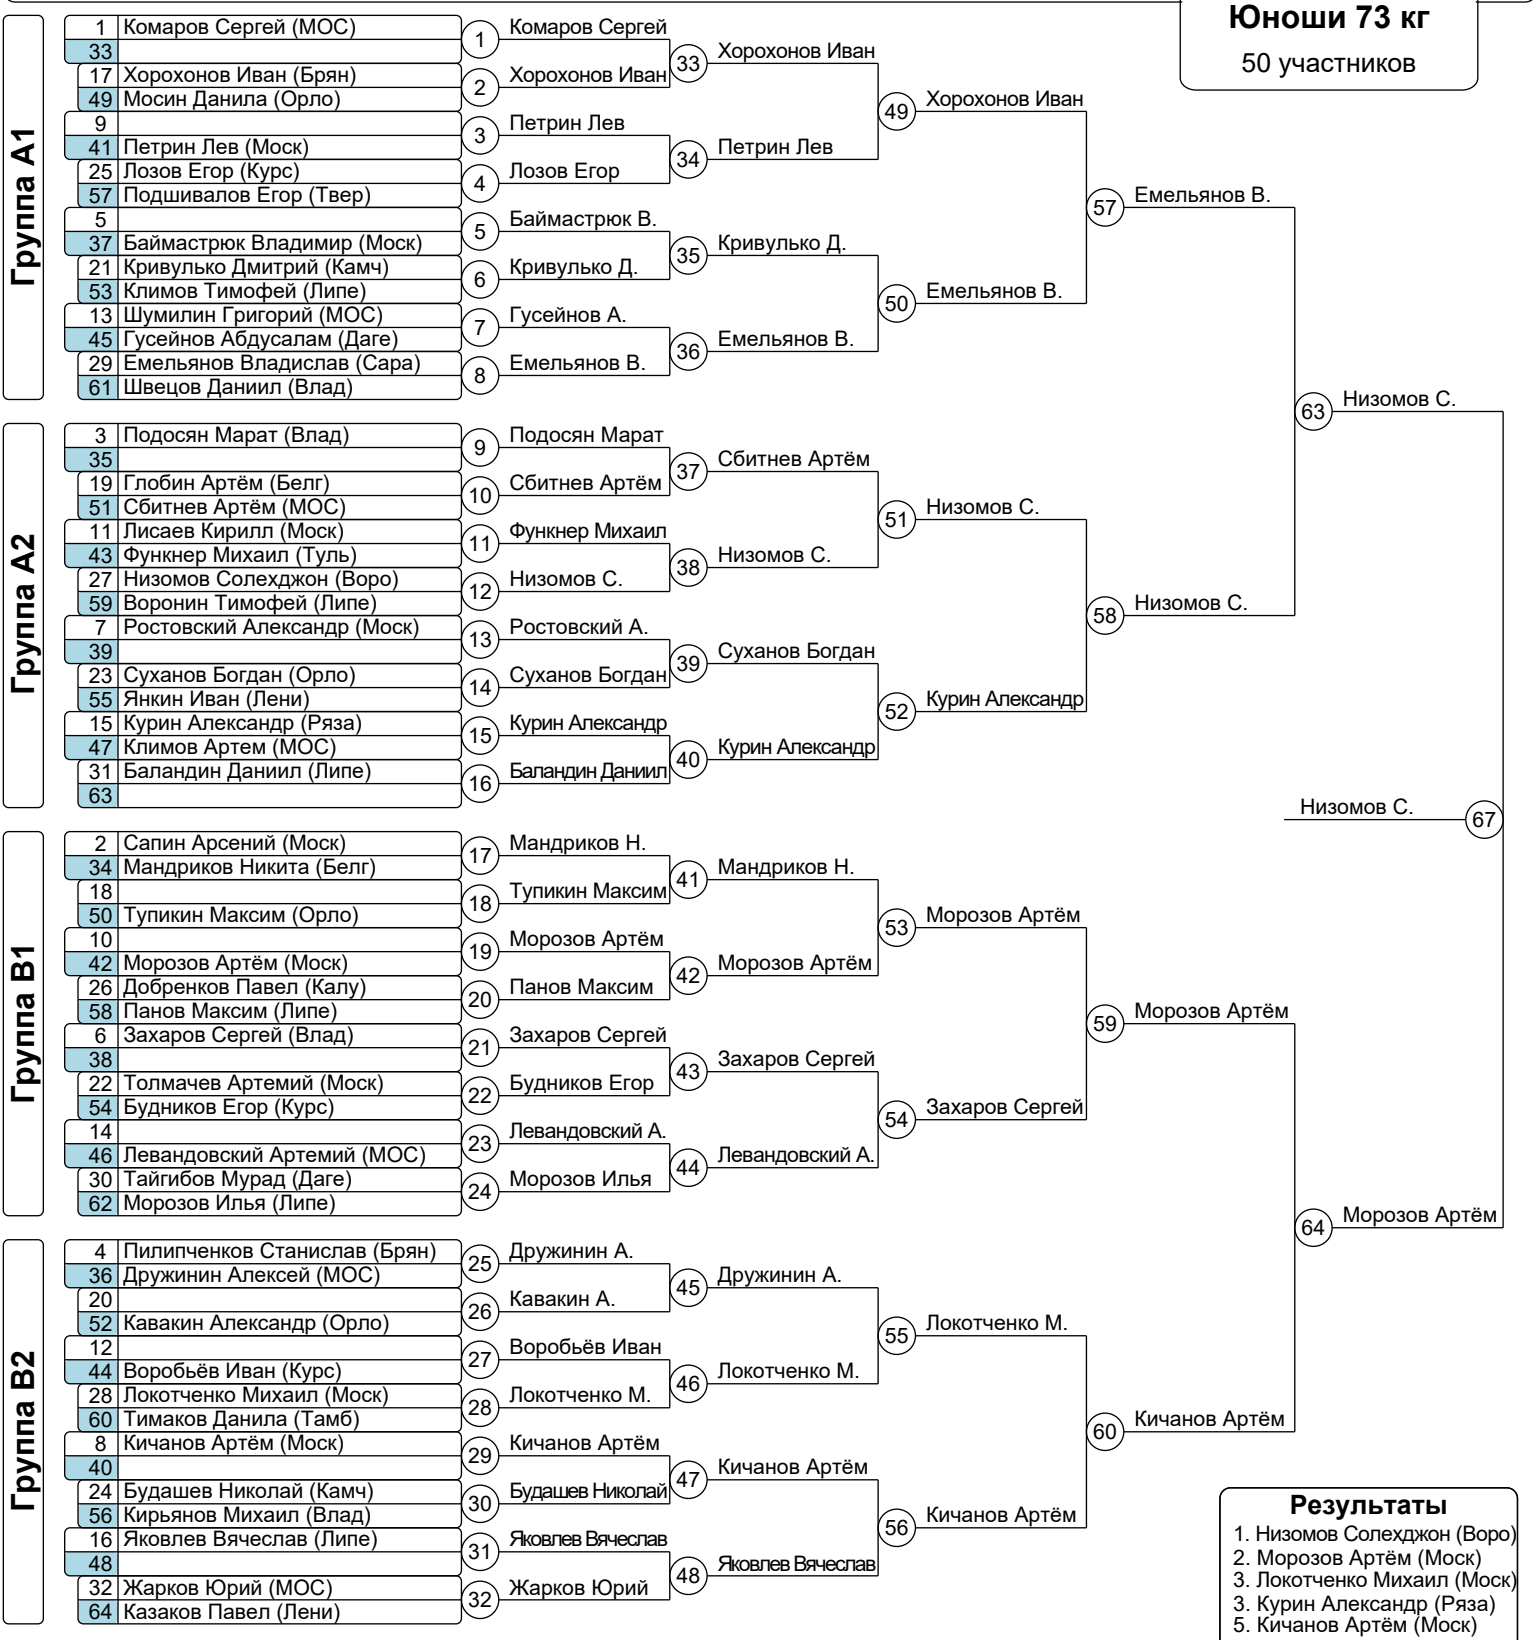 Юноши 73 кг
50 участников
Группа A1
1 Комаров Сергей (МОС)
33
17 Хорохонов Иван (Брян)
49 Мосин Данила (Орло)
9
41 Петрин Лев (Моск)
25 Лозов Егор (Курс)
57 Подшивалов Егор (Твер)
5
37 Баймастрюк Владимир (Моск)
21 Кривулько Дмитрий (Камч)
53 Климов Тимофей (Липе)
13 Шумилин Григорий (МОС)
45 Гусейнов Абдусалам (Даге)
29 Емельянов Владислав (Сара)
61 Швецов Даниил (Влад)
Группа A2
3 Подосян Марат (Влад)
35
19 Глобин Артём (Белг)
51 Сбитнев Артём (МОС)
11 Лисаев Кирилл (Моск)
43 Функнер Михаил (Туль)
27 Низомов Солехджон (Воро)
59 Воронин Тимофей (Липе)
7 Ростовский Александр (Моск)
39
23 Суханов Богдан (Орло)
55 Янкин Иван (Лени)
15 Курин Александр (Ряза)
47 Климов Артем (МОС)
31 Баландин Даниил (Липе)
63
Группа B1
2 Сапин Арсений (Моск)
34 Мандриков Никита (Белг)
18
50 Тупикин Максим (Орло)
10
42 Морозов Артём (Моск)
26 Добренков Павел (Калу)
58 Панов Максим (Липе)
6 Захаров Сергей (Влад)
38
22 Толмачев Артемий (Моск)
54 Будников Егор (Курс)
14
46 Левандовский Артемий (МОС)
30 Тайгибов Мурад (Даге)
62 Морозов Илья (Липе)
Группа B2
4 Пилипченков Станислав (Брян)
36 Дружинин Алексей (МОС)
20
52 Кавакин Александр (Орло)
12
44 Воробьёв Иван (Курс)
28 Локотченко Михаил (Моск)
60 Тимаков Данила (Тамб)
8 Кичанов Артём (Моск)
40
24 Будашев Николай (Камч)
56 Кирьянов Михаил (Влад)
16 Яковлев Вячеслав (Липе)
48
32 Жарков Юрий (МОС)
64 Казаков Павел (Лени)
1 Комаров Сергей
2 Хорохонов Иван
3 Петрин Лев
4 Лозов Егор
5 Баймастрюк В.
6 Кривулько Д.
7 Гусейнов А.
8 Емельянов В.
9 Подосян Марат
10 Сбитнев Артём
11 Функнер Михаил
12 Низомов С.
13 Ростовский А.
14 Суханов Богдан
15 Курин Александр
16 Баландин Даниил
17 Мандриков Н.
18 Тупикин Максим
19 Морозов Артём
20 Панов Максим
21 Захаров Сергей
22 Будников Егор
23 Левандовский А.
24 Морозов Илья
25 Дружинин А.
26 Кавакин А.
27 Воробьёв Иван
28 Локотченко М.
29 Кичанов Артём
30 Будашев Николай
31 Яковлев Вячеслав
32 Жарков Юрий
33 Хорохонов Иван
34 Петрин Лев
35 Кривулько Д.
36 Емельянов В.
37 Сбитнев Артём
38 Низомов С.
39 Суханов Богдан
40 Курин Александр
41 Мандриков Н.
42 Морозов Артём
43 Захаров Сергей
44 Левандовский А.
45 Дружинин А.
46 Локотченко М.
47 Кичанов Артём
48 Яковлев Вячеслав
49 Хорохонов Иван
50 Емельянов В.
51 Низомов С.
52 Курин Александр
53 Морозов Артём
54 Захаров Сергей
55 Локотченко М.
56 Кичанов Артём
57 Емельянов В.
58 Низомов С.
59 Морозов Артём
60 Кичанов Артём
63 Низомов С.
64 Морозов Артём
Низомов С. 67
Результаты
1. Низомов Солехджон (Воро)
2. Морозов Артём (Моск)
3. Локотченко Михаил (Моск)
3. Курин Александр (Ряза)
5. Кичанов Артём (Моск)